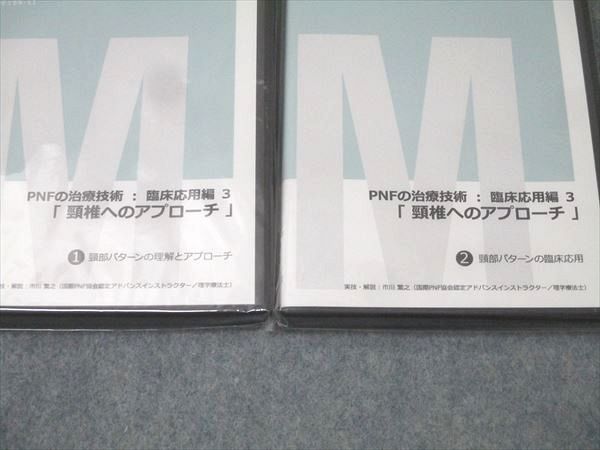 M
PNFの治療技術 : 臨床応用編 3
「 頸椎へのアプローチ 」
❶ 頸部パターンの理解とアプローチ
技・解説:市川 繁之(国際PNF協会認定アドバンスインストラクター/理学療法士)
M
PNFの治療技術 : 臨床応用編 3
「 頸椎へのアプローチ 」
❷ 頸部パターンの臨床応用
実技・解説:市川 繁之(国際PNF協会認定アドバンスインストラクター/理学療法士)